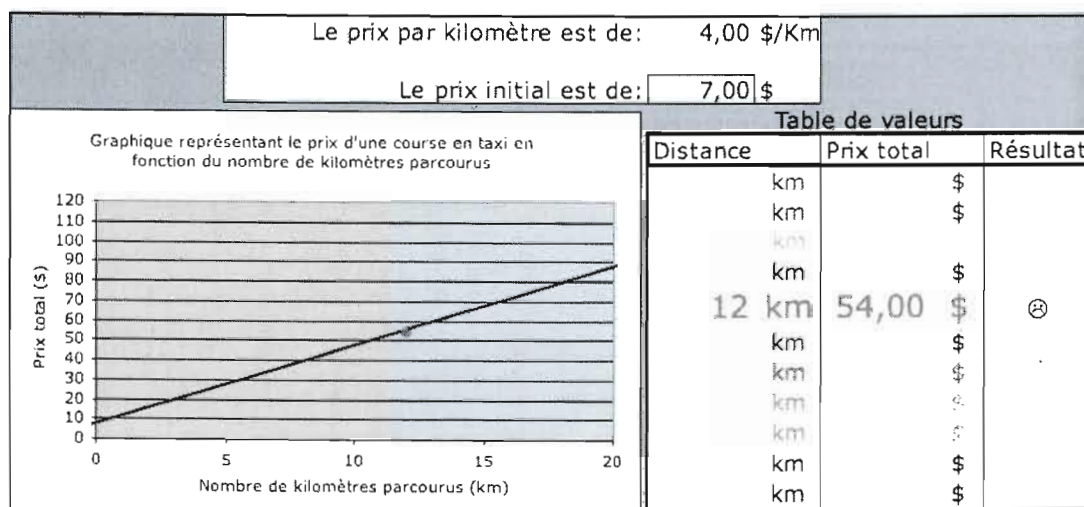 Le prix par kilomètre est de: 4,00 $/Km
Le prix initial est de: 7,00 $
Graphique représentant le prix d'une course en taxi en
fonction du nombre de kilomètres parcourus
Prix total ($)
120
110
100
90
80
70
60
50
40
30
20
10
0
0 5 10 15 20
Nombre de kilomètres parcourus (km)
Table de valeurs
Distance Prix total Résultat
km $
km $
km
km $
12 km 54,00 $ ☹
km $
km $
km $
km $
km $
km $